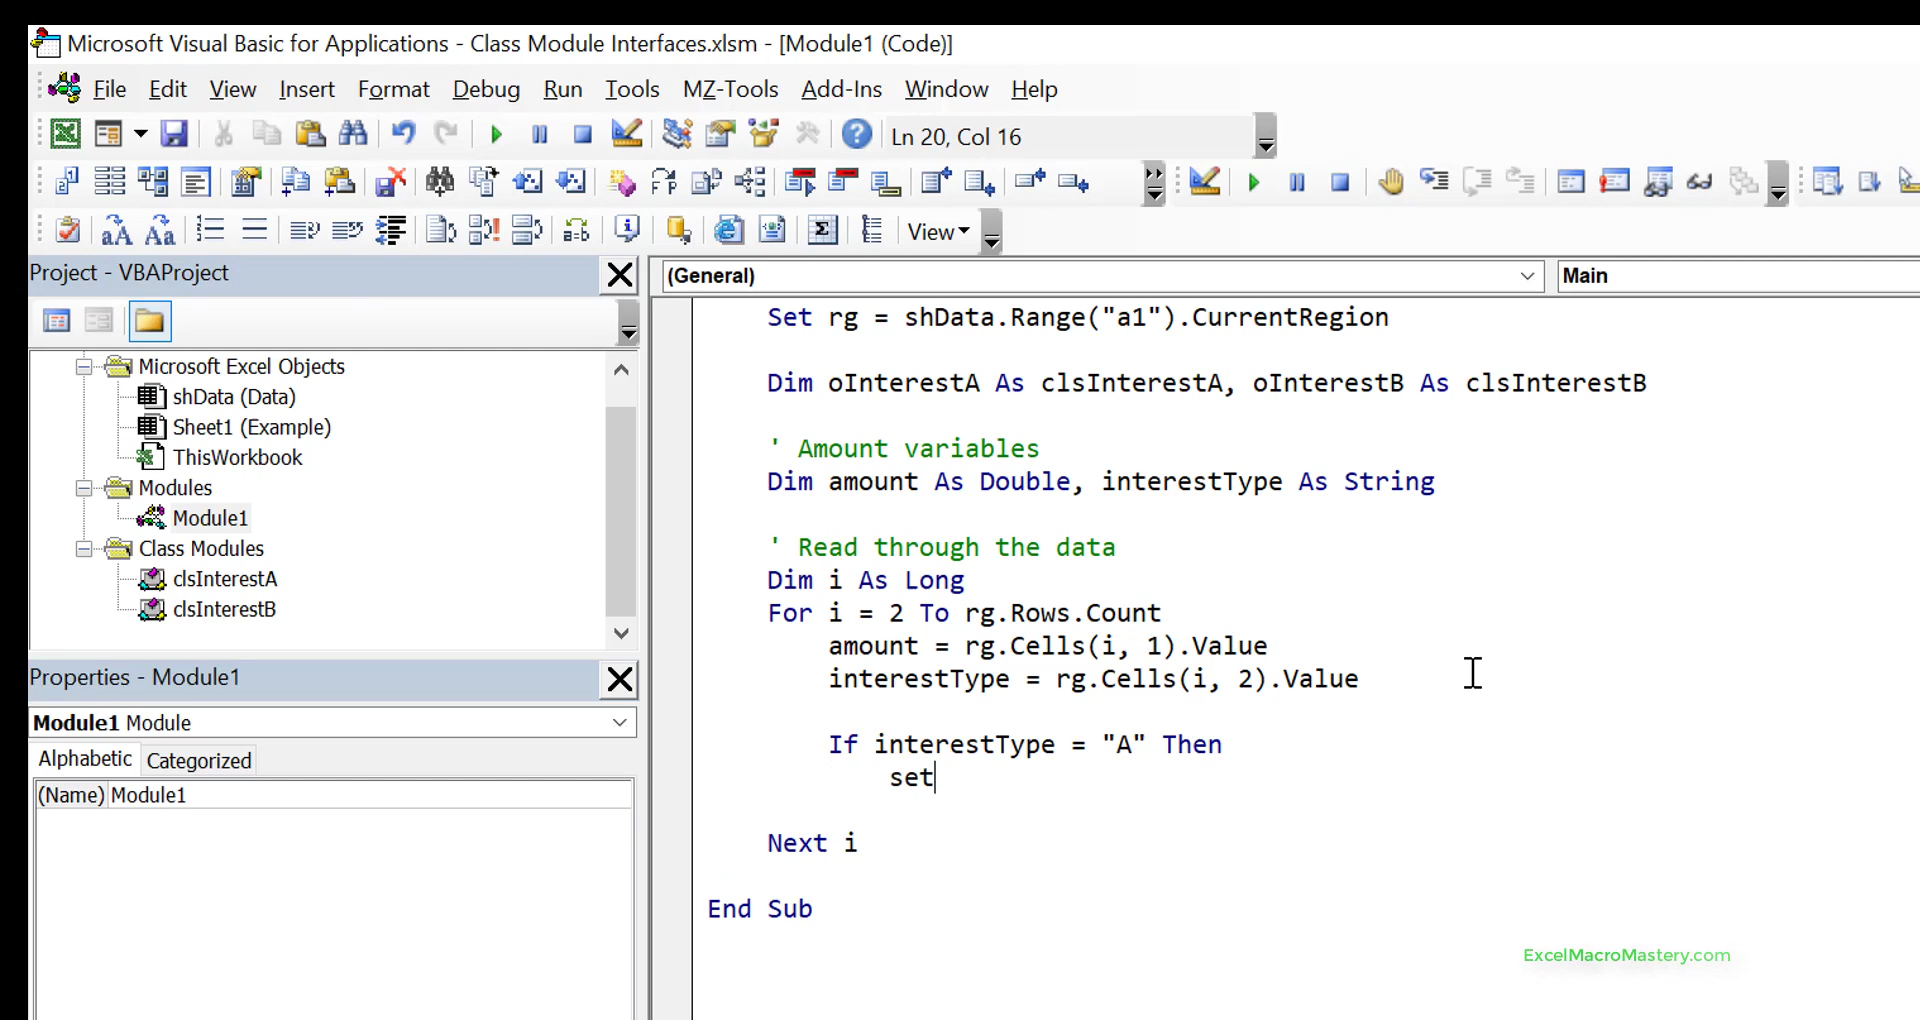 Microsoft Visual Basic for Applications - Class Module Interfaces.xlsm - [Module1 (Code)]
File Edit View Insert Format Debug Run Tools MZ-Tools Add-Ins Window Help
Ln 20, Col 16
View
Project - VBAProject
Microsoft Excel Objects
shData (Data)
Sheet1 (Example)
ThisWorkbook
Modules
Module1
Class Modules
clsInterestA
clsInterestB
Properties - Module1
Module1 Module
Alphabetic Categorized
(Name) Module1
(General) Main
Set rg = shData.Range("a1").CurrentRegion
Dim oInterestA As clsInterestA, oInterestB As clsInterestB
' Amount variables
Dim amount As Double, interestType As String
' Read through the data
Dim i As Long
For i = 2 To rg.Rows.Count
amount = rg.Cells(i, 1).Value
interestType = rg.Cells(i, 2).Value
If interestType = "A" Then
set
Next i
End Sub
ExcelMacroMastery.com